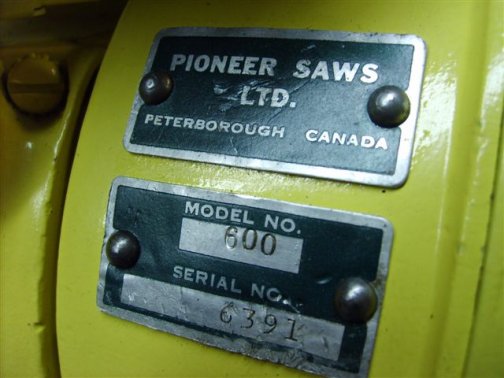 PIONEER SAWS
LTD.
PETERBOROUGH CANADA
MODEL NO.
600
SERIAL NO.
6391